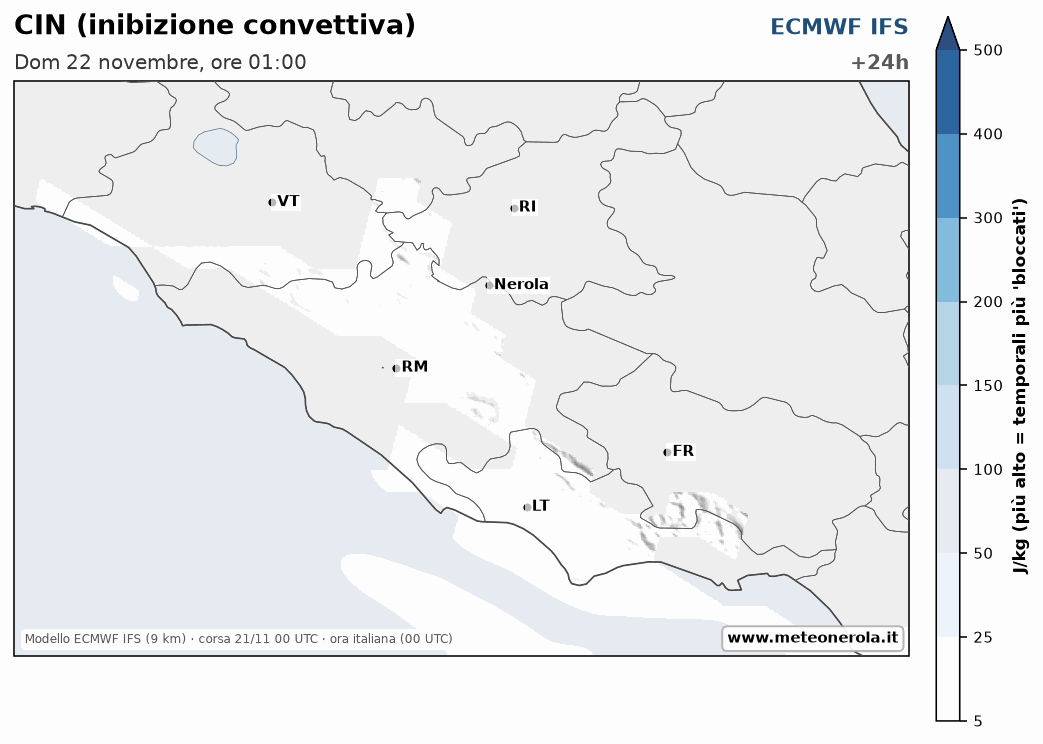 CIN (inibizione convettiva)
ECMWF IFS
Dom 22 novembre, ore 01:00
+24h
500
400
300
200
150
100
50
25
5
J/kg (più alto = temporali più 'bloccati')
VT
RI
Nerola
RM
FR
LT
Modello ECMWF IFS (9 km) · corsa 21/11 00 UTC · ora italiana (00 UTC)
www.meteonerola.it